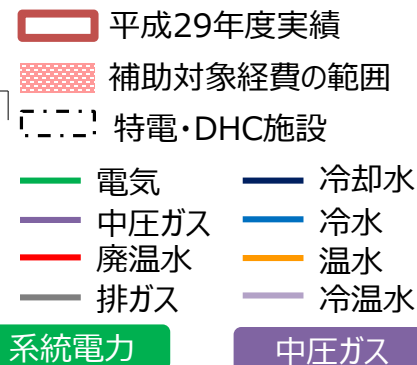 平成29年度実績
補助対象経費の範囲
特電・DHC施設
電気 冷却水
中圧ガス 冷水
廃温水 温水
排ガス 冷温水
系統電力 中圧ガス